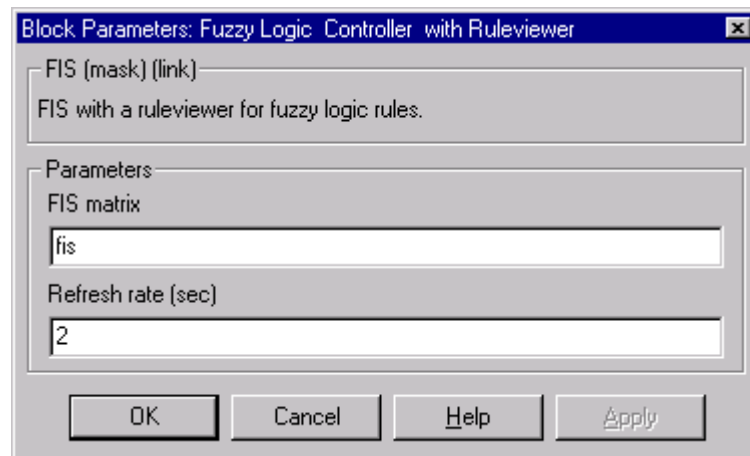 Block Parameters: Fuzzy Logic  Controller  with Ruleviewer
FIS (mask) (link)
FIS with a ruleviewer for fuzzy logic rules.
Parameters
FIS matrix
fis
Refresh rate (sec)
2
OK Cancel Help Apply